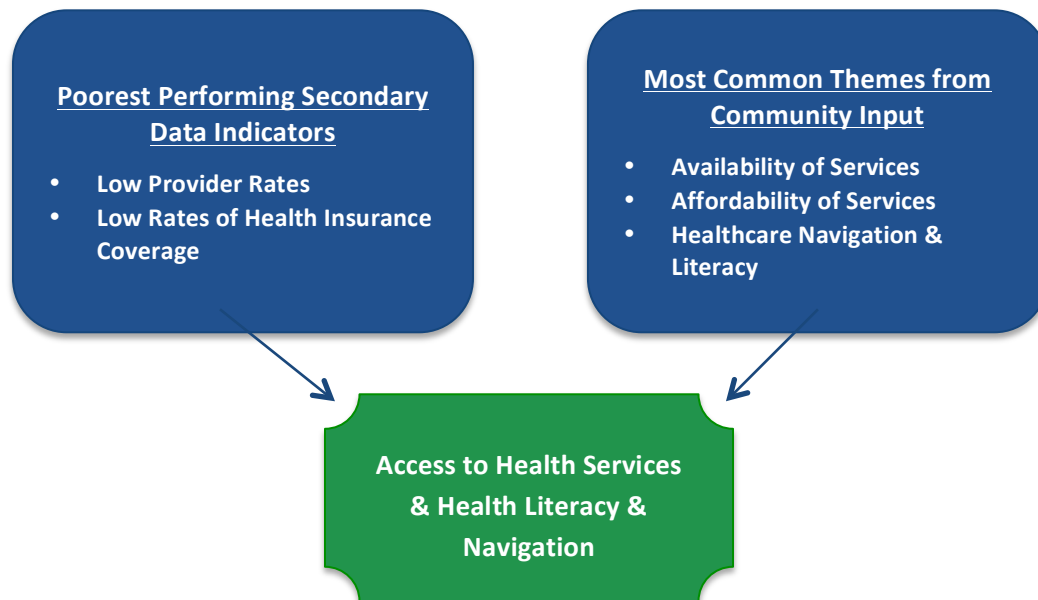 Poorest Performing Secondary
Data Indicators
• Low Provider Rates
• Low Rates of Health Insurance
Coverage
Most Common Themes from
Community Input
• Availability of Services
• Affordability of Services
• Healthcare Navigation &
Literacy
Access to Health Services
& Health Literacy &
Navigation